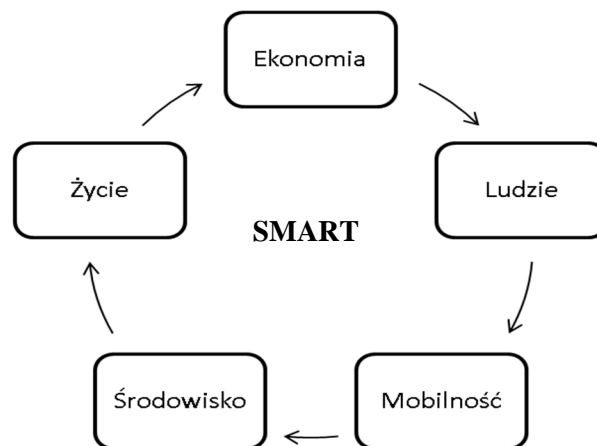 Ekonomia
Życie
Ludzie
SMART
Środowisko
Mobilność